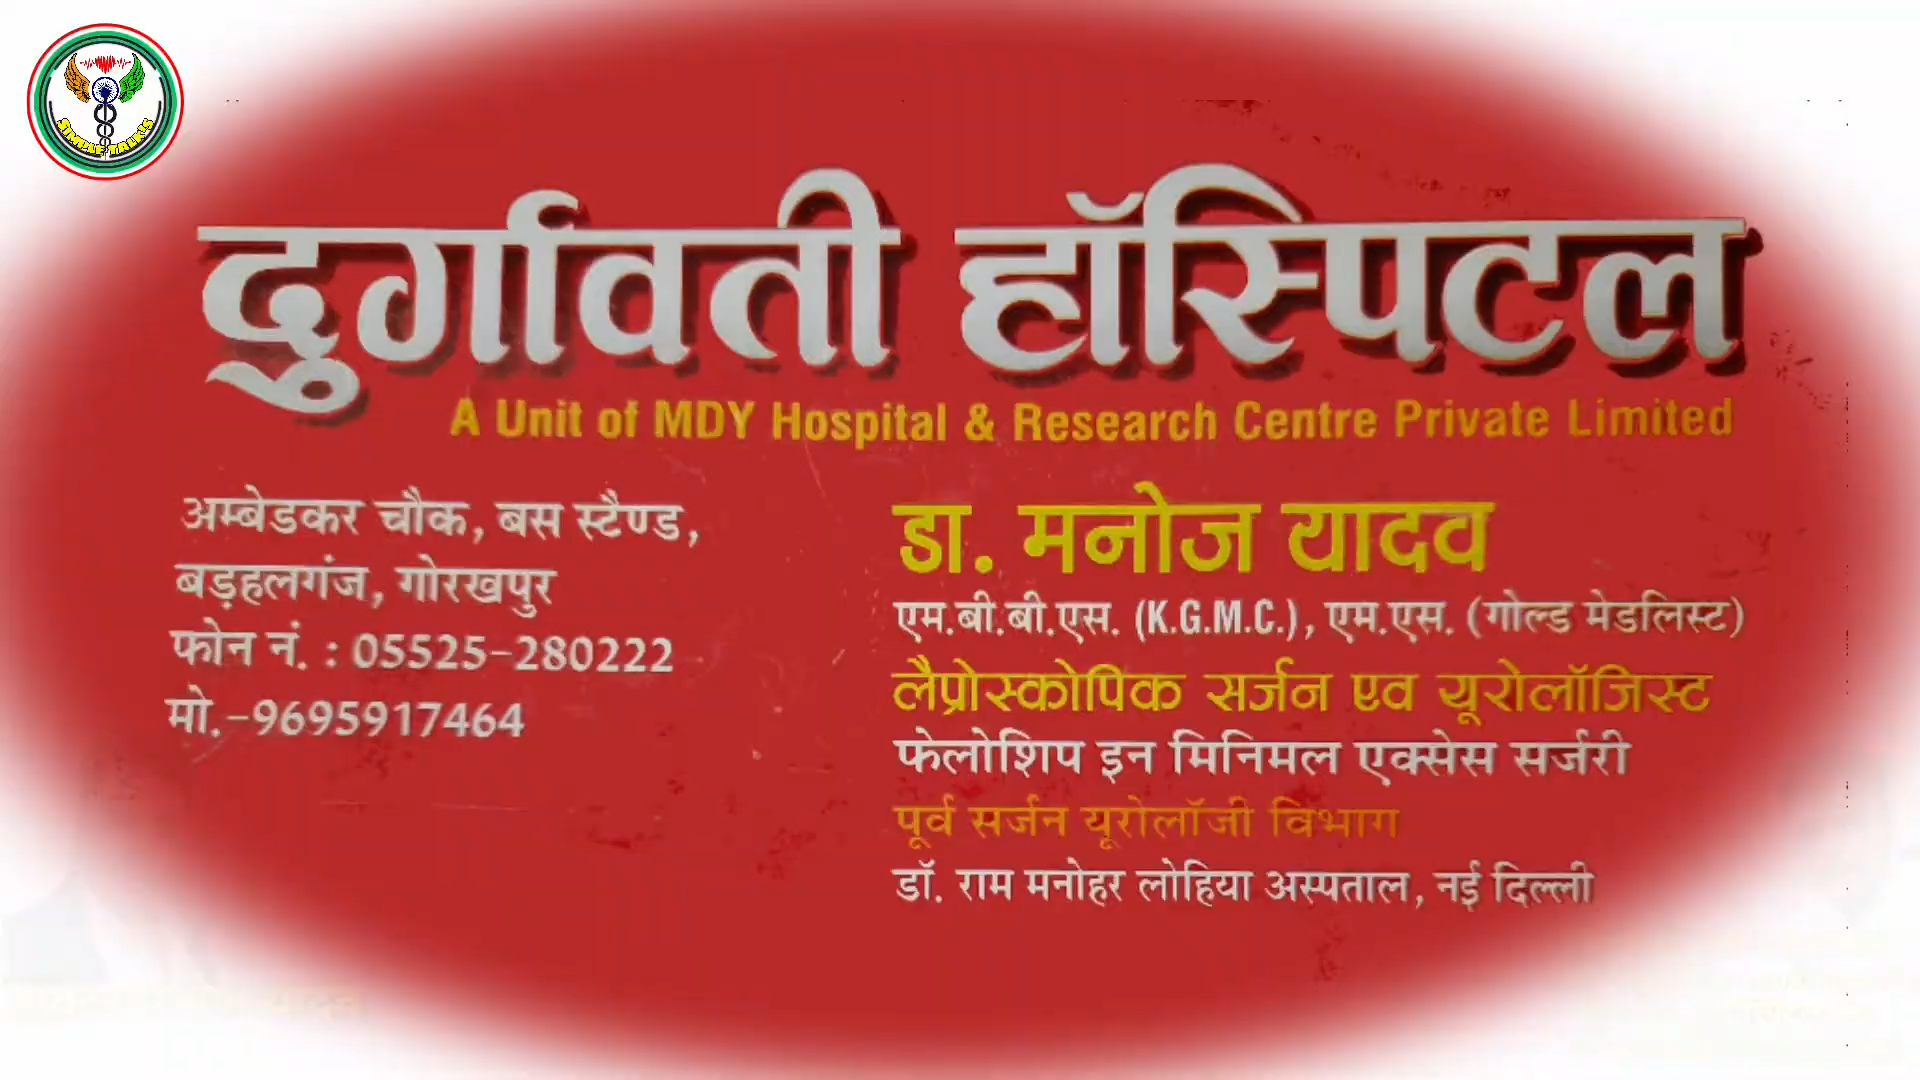 SIMPLE TALKS
दुर्गावती हॉस्पिटल
A Unit of MDY Hospital & Research Centre Private Limited
अम्बेडकर चौक, बस स्टैण्ड,
बड़हलगंज, गोरखपुर
फोन नं. : 05525-280222
मो.-9695917464
डा. मनोज यादव
एम.बी.बी.एस. (K.G.M.C.), एम.एस. (गोल्ड मेडलिस्ट)
लैप्रोस्कोपिक सर्जन एव यूरोलॉजिस्ट
फेलोशिप इन मिनिमल एक्सेस सर्जरी
पूर्व सर्जन यूरोलॉजी विभाग
डॉ. राम मनोहर लोहिया अस्पताल, नई दिल्ली